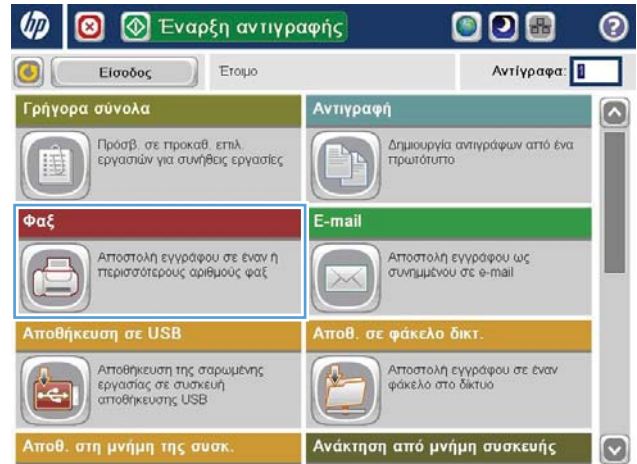 hp
Έναρξη αντιγραφής
?
Είσοδος
Έτοιμο
Αντίγραφα: 1
Γρήγορα σύνολα
Αντιγραφή
Πρόσβ. σε προκαθ. επιλ.
εργασιών για συνήθεις εργασίες
Δημιουργία αντιγράφων από ένα
πρωτότυπο
Φαξ
E-mail
Αποστολή εγγράφου σε έναν ή
περισσότερους αριθμούς φαξ
Αποστολή εγγράφου ως
συνημμένου σε e-mail
Αποθήκευση σε USB
Αποθ. σε φάκελο δικτ.
Αποθήκευση της σαρωμένης
εργασίας σε συσκευή
αποθήκευσης USB
Αποστολή εγγράφου σε έναν
φάκελο στο δίκτυο
Αποθ. στη μνήμη της συσκ.
Ανάκτηση από μνήμη συσκευής